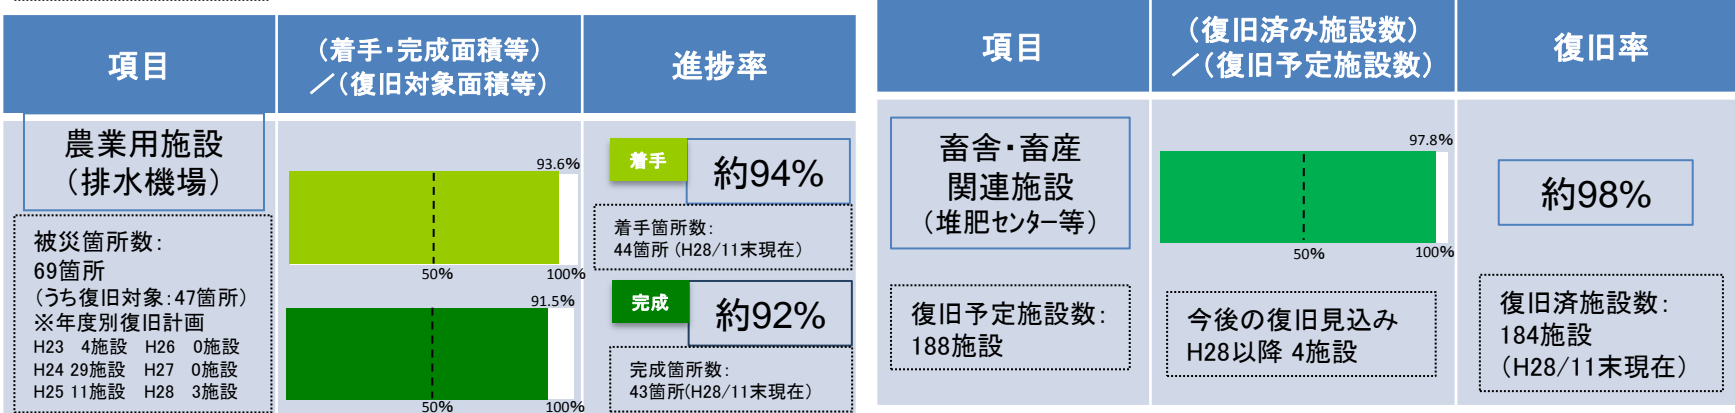 項目
（着手・完成面積等）
／（復旧対象面積等）
進捗率
農業用施設
（排水機場）
被災箇所数：
69箇所
（うち復旧対象：47箇所）
※年度別復旧計画
H23 4施設 H26 0施設
H24 29施設 H27 0施設
H25 11施設 H28 3施設
93.6%
50%
100%
91.5%
50%
100%
着手
約94%
着手箇所数：
44箇所（H28/11末現在）
完成
約92%
完成箇所数：
43箇所(H28/11末現在）
項目
（復旧済み施設数）
／（復旧予定施設数）
復旧率
畜舎・畜産
関連施設
（堆肥センター等）
復旧予定施設数：
188施設
97.8%
50%
100%
今後の復旧見込み
H28以降 4施設
約98%
復旧済施設数：
184施設
（H28/11末現在）